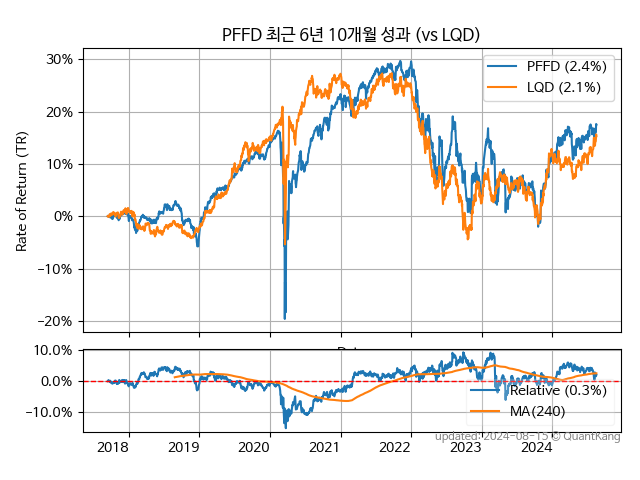 PFFD 최근 6년 10개월 성과 (vs LQD)
30%
20%
10%
0%
−10%
−20%
Rate of Return (TR)
PFFD (2.4%)
LQD (2.1%)
10.0%
0.0%
−10.0%
Relative (0.3%)
MA(240)
2018 2019 2020 2021 2022 2023 2024
updated: 2024-08-15 © QuantKang